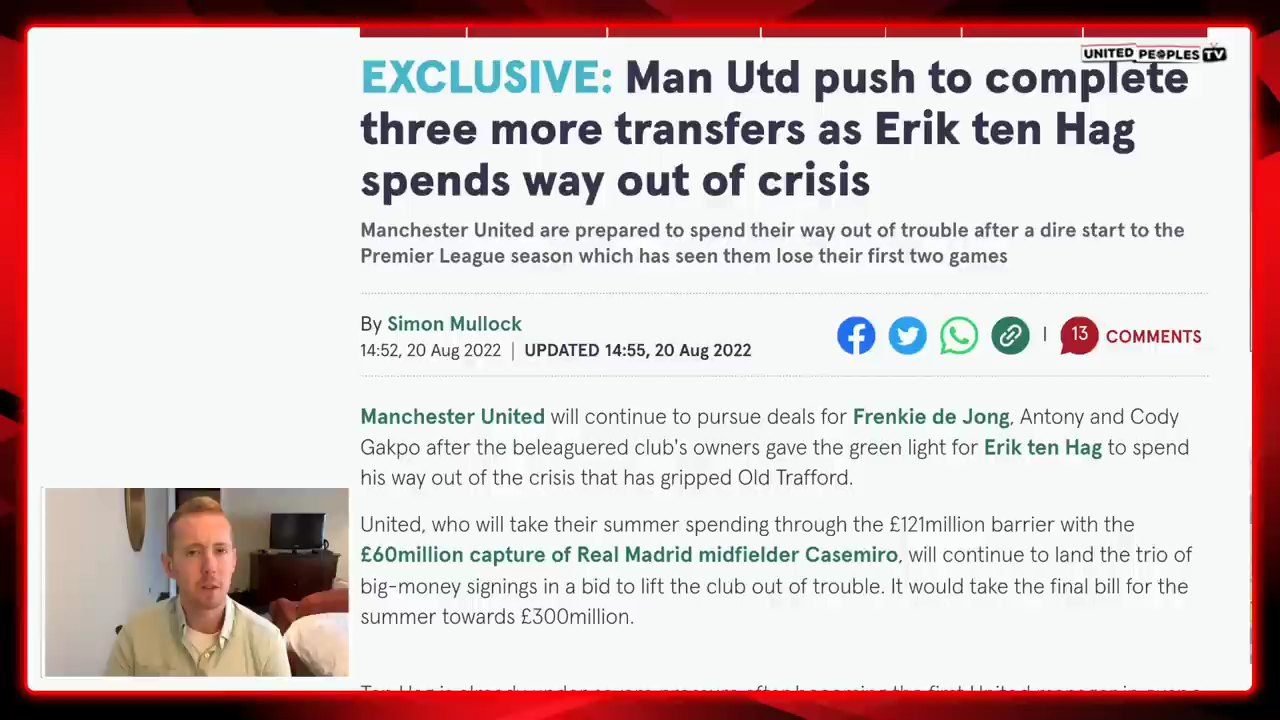 UNITED PEOPLES TV
EXCLUSIVE: Man Utd push to complete
three more transfers as Erik ten Hag
spends way out of crisis
Manchester United are prepared to spend their way out of trouble after a dire start to the
Premier League season which has seen them lose their first two games
By Simon Mullock
14:52, 20 Aug 2022 | UPDATED 14:55, 20 Aug 2022
13 COMMENTS
Manchester United will continue to pursue deals for Frenkie de Jong, Antony and Cody
Gakpo after the beleaguered club's owners gave the green light for Erik ten Hag to spend
his way out of the crisis that has gripped Old Trafford.
United, who will take their summer spending through the £121million barrier with the
£60million capture of Real Madrid midfielder Casemiro, will continue to land the trio of
big-money signings in a bid to lift the club out of trouble. It would take the final bill for the
summer towards £300million.